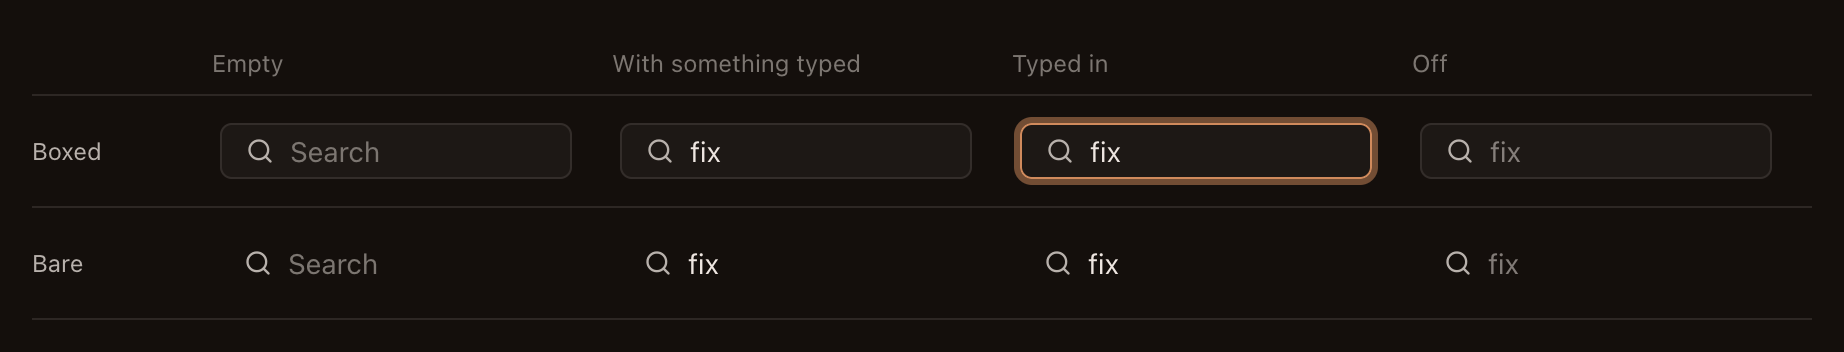 Empty With something typed Typed in Off
Boxed Search fix fix fix
Bare Search fix fix fix